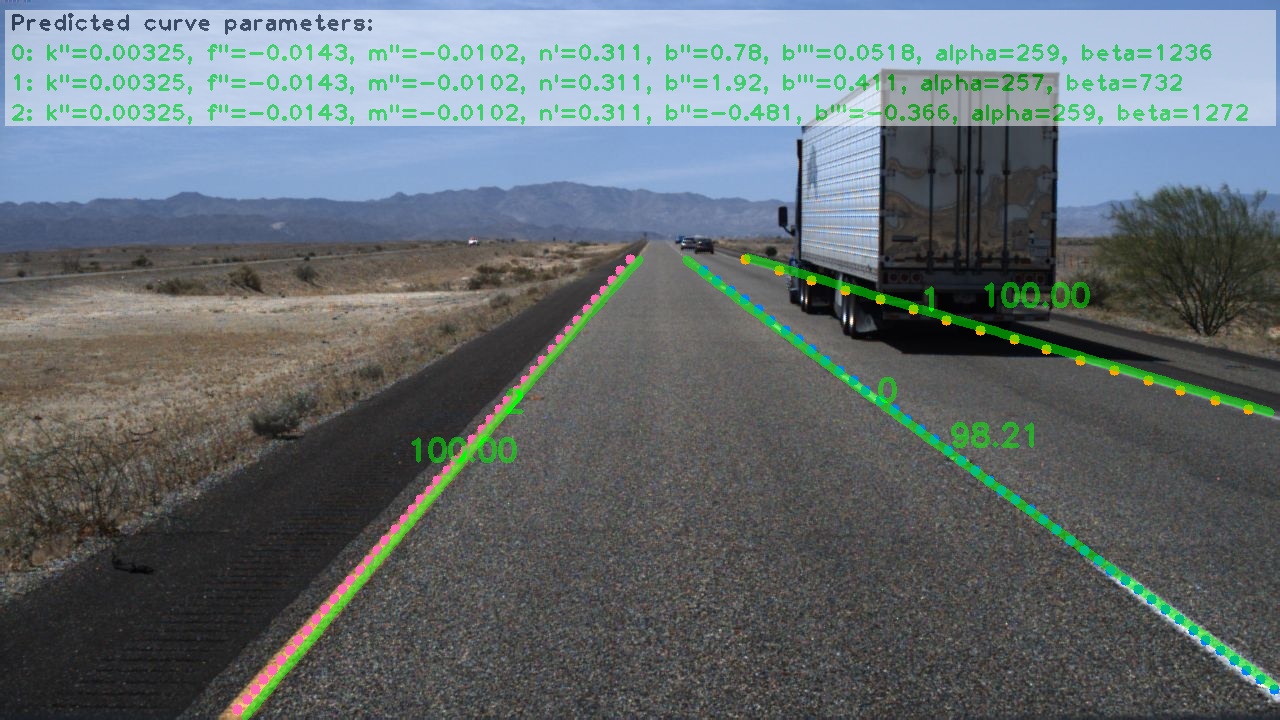 Predicted curve parameters:
0: k''=0.00325, f''=-0.0143, m''=-0.0102, n'=0.311, b''=0.78, b'''=0.0518, alpha=259, beta=1236
1: k''=0.00325, f''=-0.0143, m''=-0.0102, n'=0.311, b''=1.92, b'''=0.411, alpha=257, beta=732
2: k''=0.00325, f''=-0.0143, m''=-0.0102, n'=0.311, b''=-0.481, b'''=-0.366, alpha=259, beta=1272
1 100.00
0
2
98.21
100.00